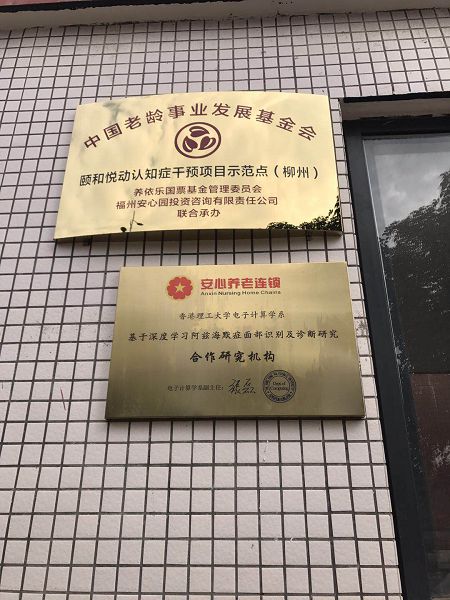 中国老龄事业发展基金会
颐和悦动认知症干预项目示范点（柳州）
养依乐国票基金管理委员会
福州安心园投资咨询有限责任公司
联合承办
安心养老连锁
Anxin Nursing Home Chains
香港理工大学电子计算学系
基于深度学习阿兹海默症面部识别及诊断研究
合作研究机构
电子计算学系副主任:
Dept of
Computing